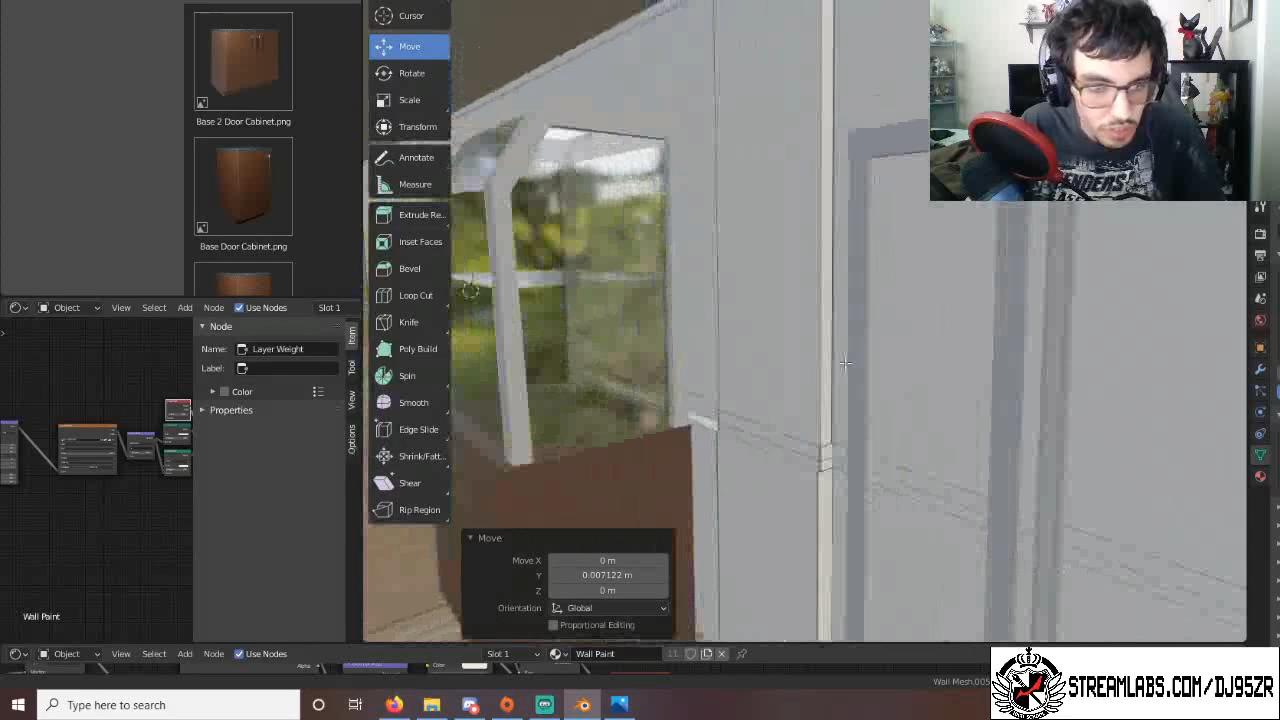 Cursor
Move
Rotate
Scale
Transform
Annotate
Measure
Extrude Re...
Inset Faces
Bevel
Loop Cut
Knife
Poly Build
Spin
Smooth
Edge Slide
Shrink/Fatt...
Shear
Rip Region
Base 2 Door Cabinet.png
Base Door Cabinet.png
Object View Select Add Node Use Nodes Slot 1
Node
Name: Layer Weight
Label:
Color
Properties
Item
Tool
View
Options
Wall Paint
Move
Move X 0 m
Y 0.007122 m
Z 0 m
Orientation Global
Proportional Editing
Object View Select Add Node Use Nodes Slot 1 Wall Paint 11
Wall Mesh.005
STREAMLABS.COM/DJ95ZR
Type here to search